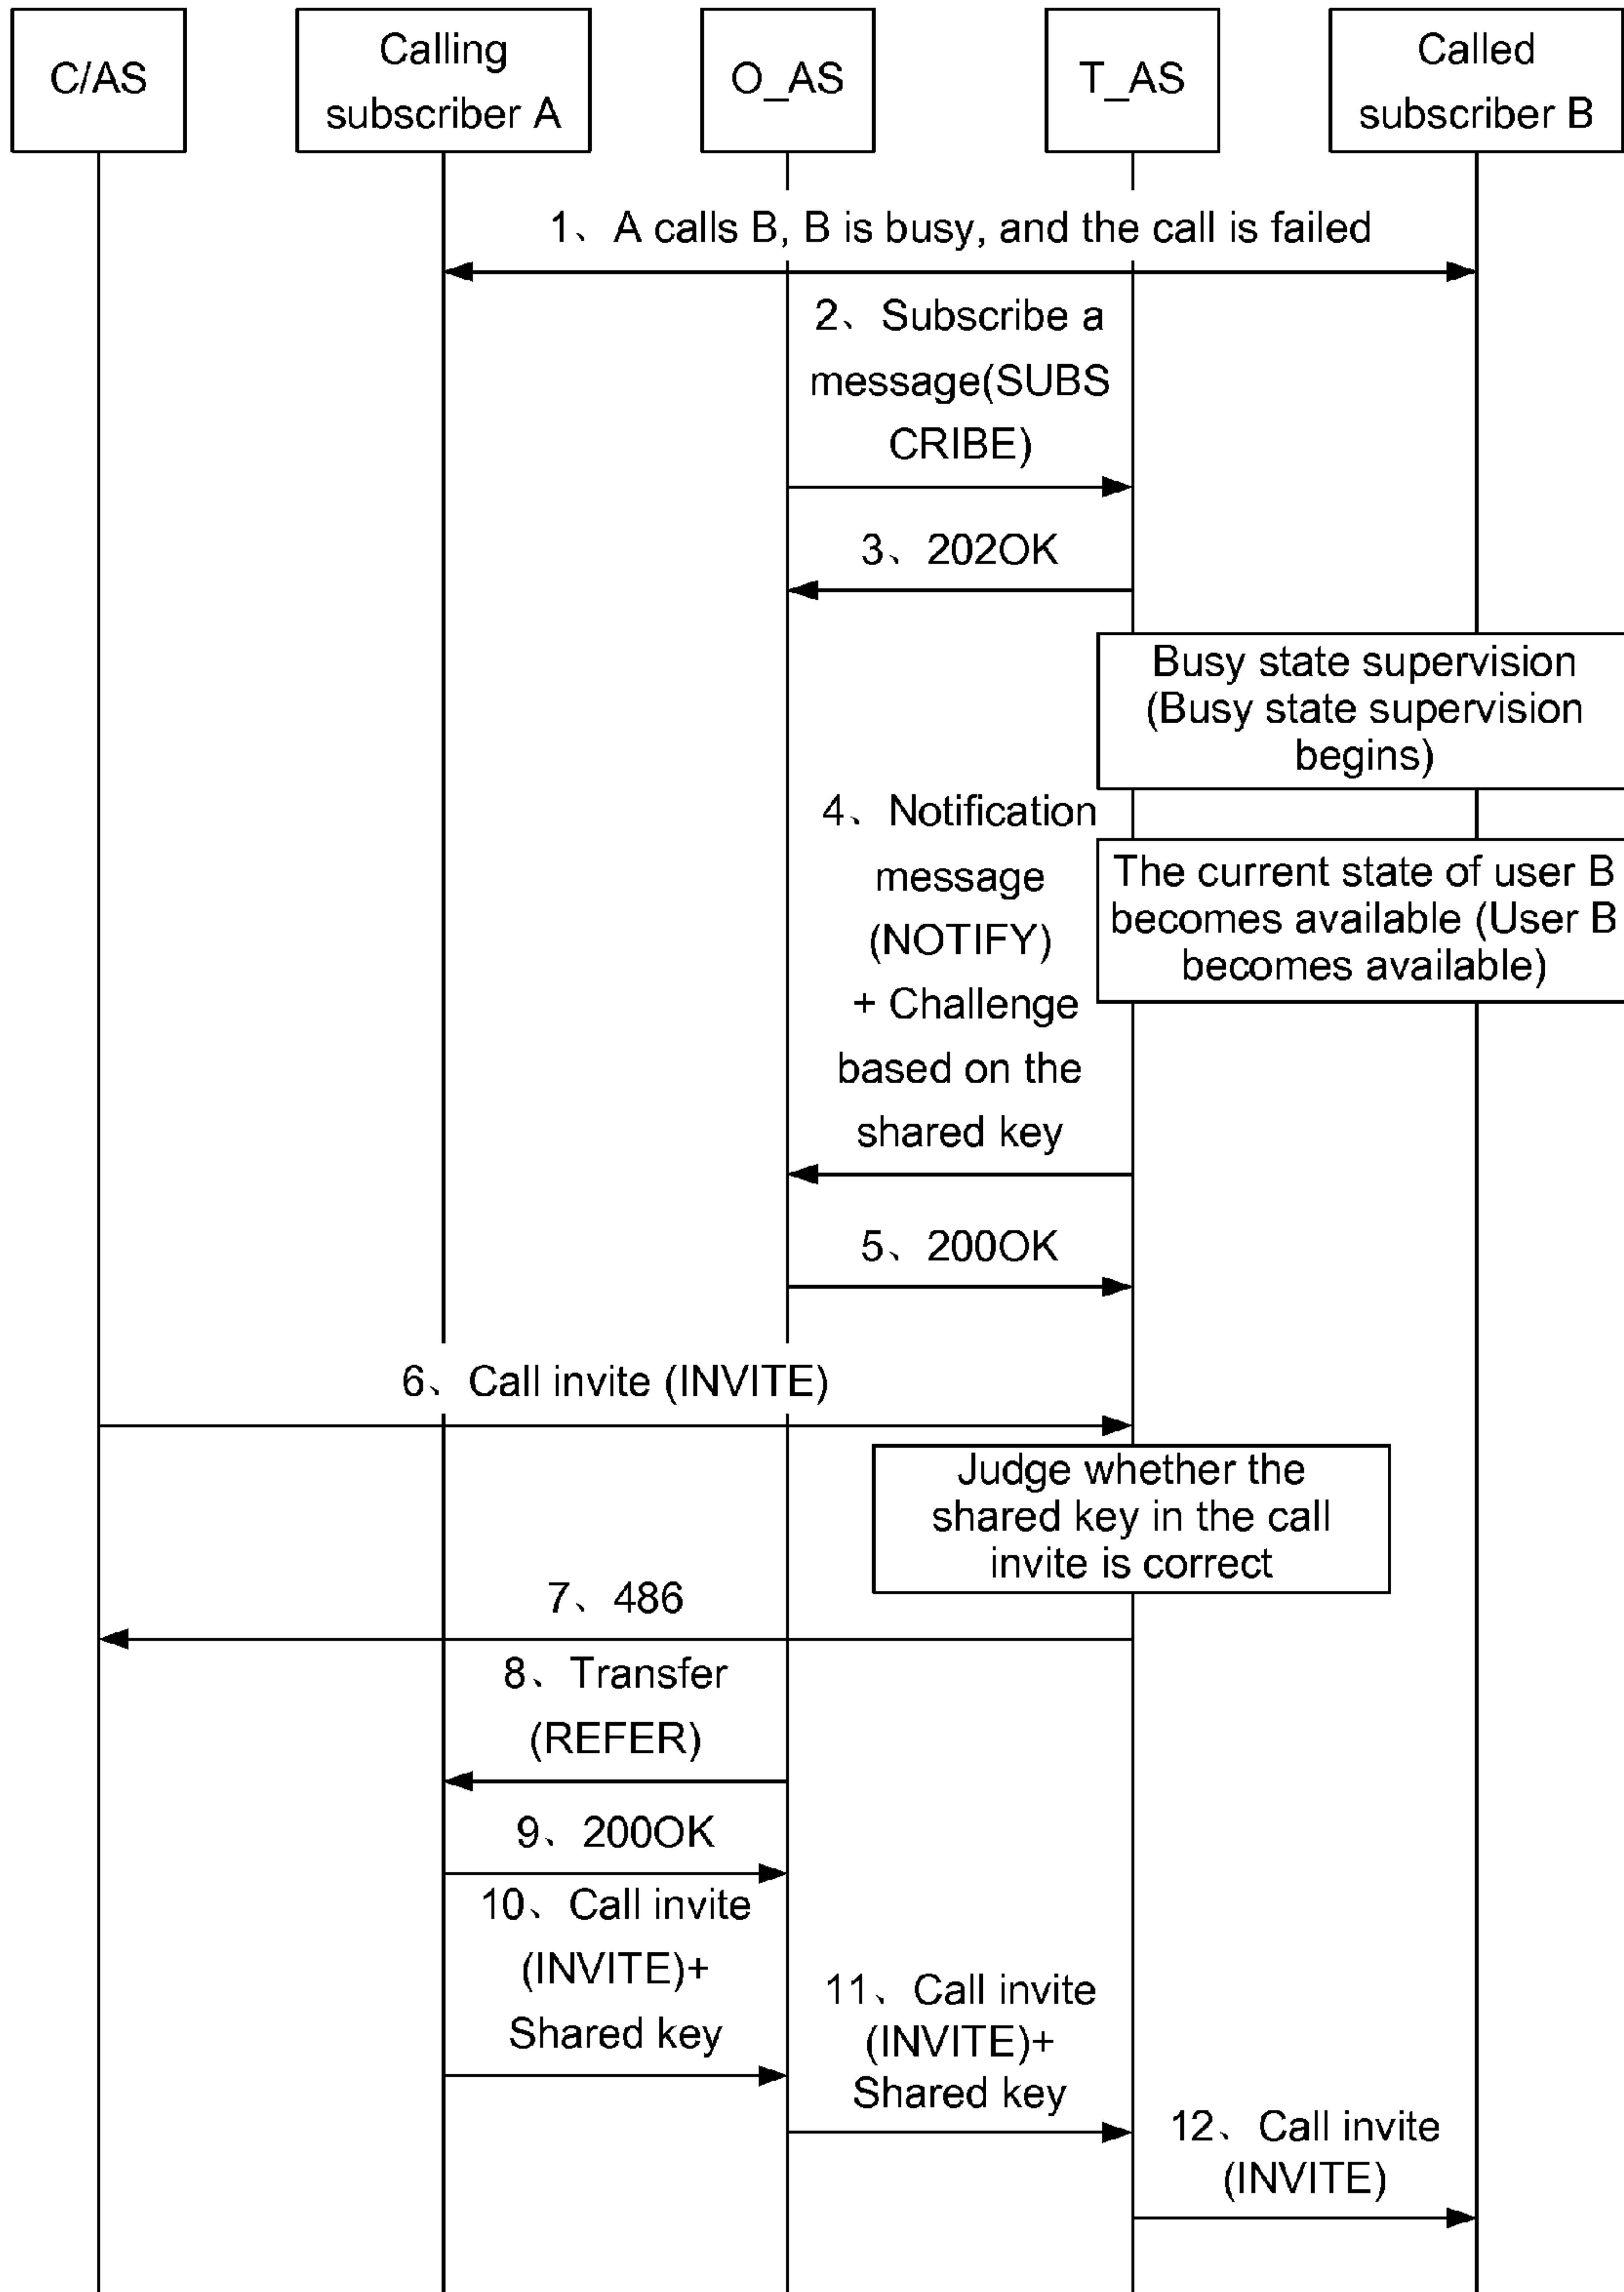 C/AS
Calling
subscriber A
O_AS
T_AS
Called
subscriber B
1、A calls B, B is busy, and the call is failed
2、Subscribe a
message(SUBS
CRIBE)
3、202OK
Busy state supervision
(Busy state supervision
begins)
4、Notification
message
(NOTIFY)
+ Challenge
based on the
shared key
The current state of user B
becomes available (User B
becomes available)
5、200OK
6、Call invite (INVITE)
Judge whether the
shared key in the call
invite is correct
7、486
8、Transfer
(REFER)
9、200OK
10、Call invite
(INVITE)+
Shared key
11、Call invite
(INVITE)+
Shared key
12、Call invite
(INVITE)